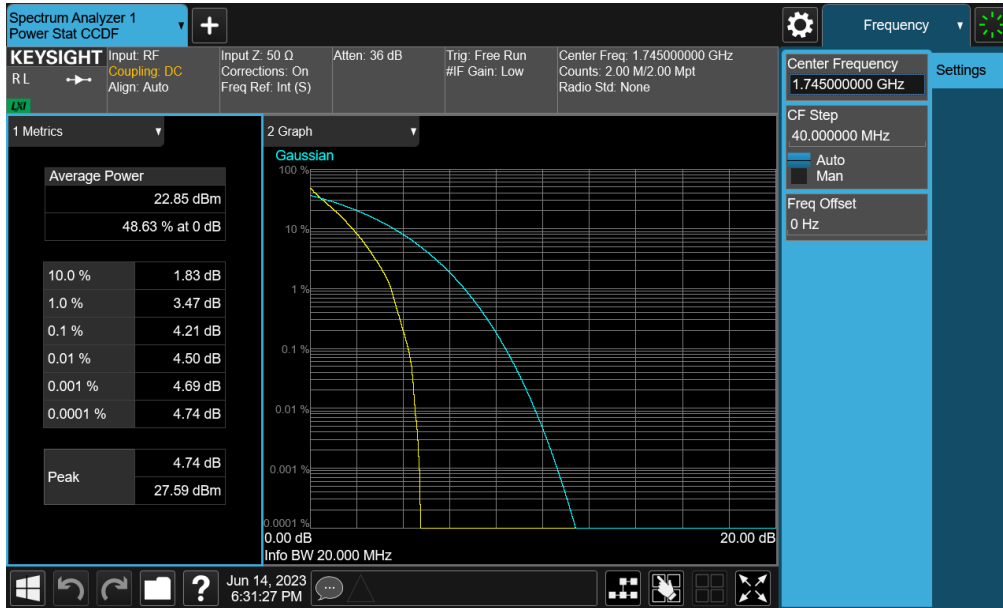 Spectrum Analyzer 1
Power Stat CCDF
Frequency
KEYSIGHT
R L
LXI
Input: RF
Coupling: DC
Align: Auto
Input Z: 50 Ω
Corrections: On
Freq Ref: Int (S)
Atten: 36 dB
Trig: Free Run
#IF Gain: Low
Center Freq: 1.745000000 GHz
Counts: 2.00 M/2.00 Mpt
Radio Std: None
Center Frequency
1.745000000 GHz
Settings
CF Step
40.000000 MHz
Auto
Man
Freq Offset
0 Hz
1 Metrics
Average Power
22.85 dBm
48.63 % at 0 dB
10.0 % 1.83 dB
1.0 % 3.47 dB
0.1 % 4.21 dB
0.01 % 4.50 dB
0.001 % 4.69 dB
0.0001 % 4.74 dB
Peak 4.74 dB
27.59 dBm
2 Graph
Gaussian
100 %
10 %
1 %
0.1 %
0.01 %
0.001 %
0.0001 %
0.00 dB 20.00 dB
Info BW 20.000 MHz
?
Jun 14, 2023
6:31:27 PM